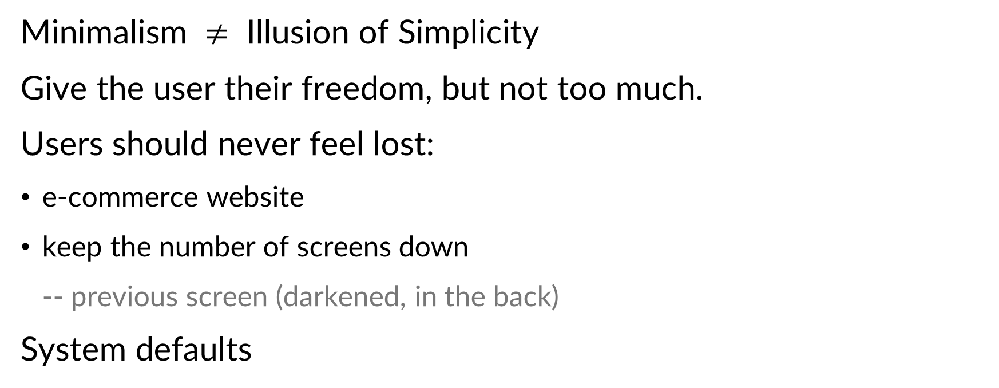 Minimalism ≠ Illusion of Simplicity
Give the user their freedom, but not too much.
Users should never feel lost:
• e-commerce website
• keep the number of screens down
-- previous screen (darkened, in the back)
System defaults